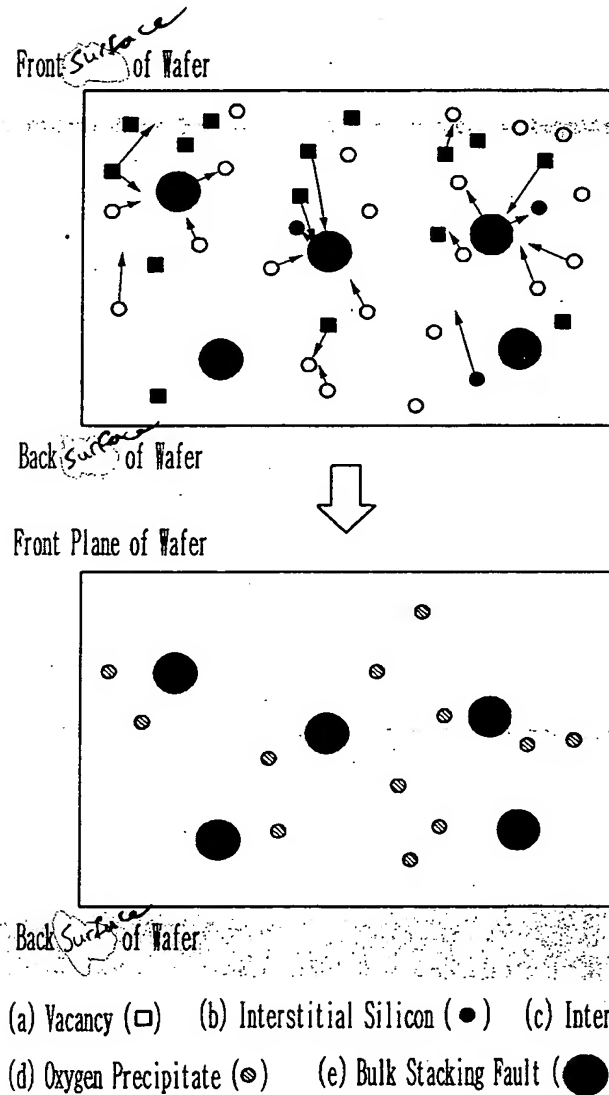 Front Surface of Wafer
Back Surface of Wafer
Front Plane of Wafer
Back Surface of Wafer
(a) Vacancy (□) (b) Interstitial Silicon (●) (c) Inter
(d) Oxygen Precipitate (◍) (e) Bulk Stacking Fault (●